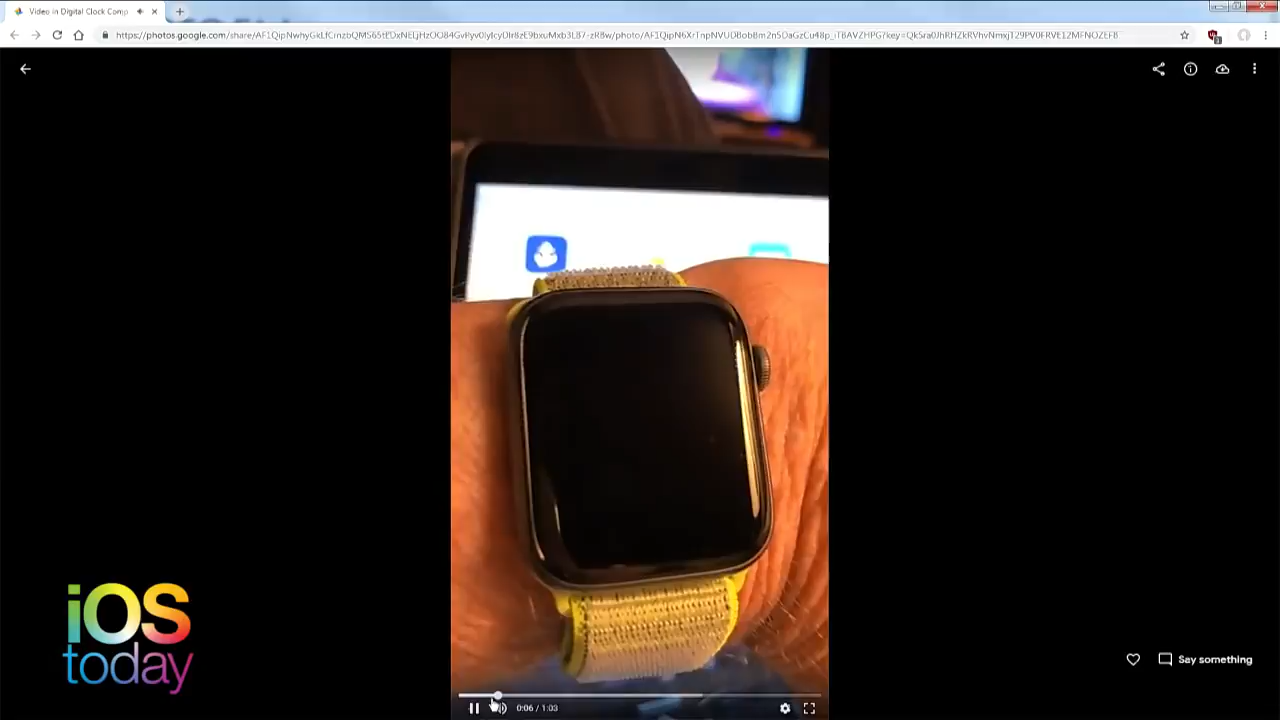 Video in Digital Clock Comp
iOS
today
Say something
0:06 / 1:03